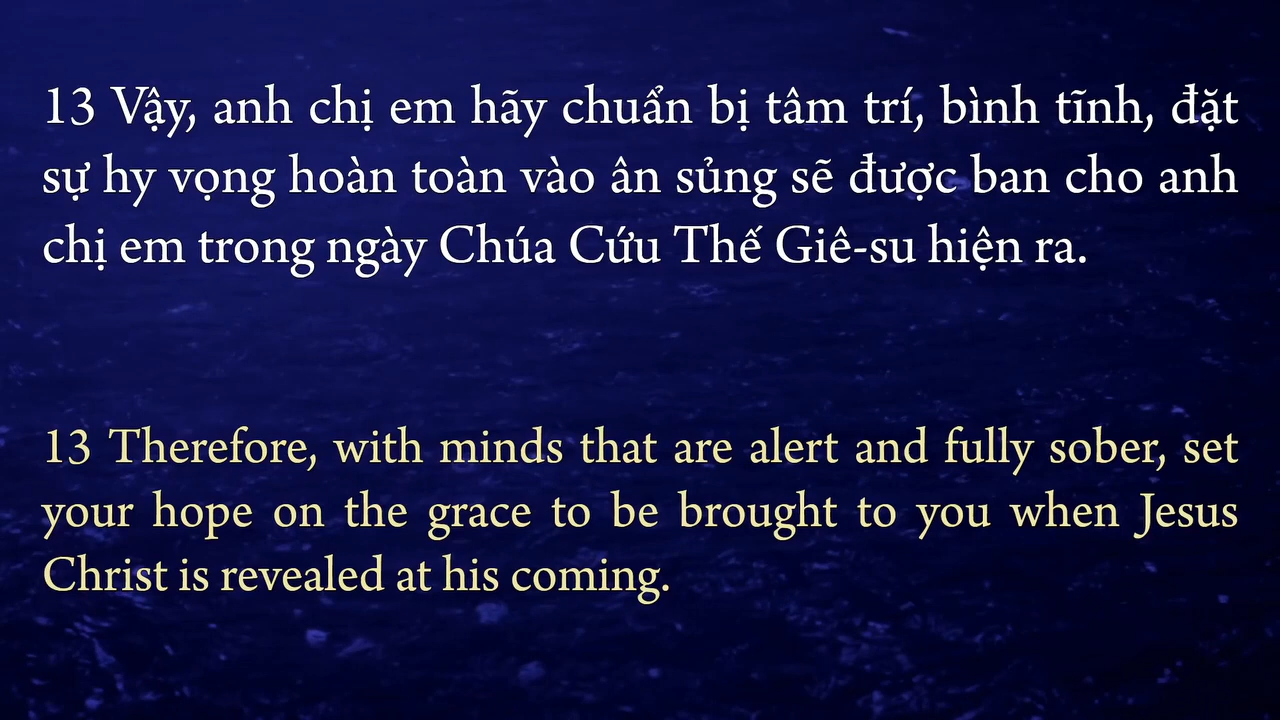 13 Vậy, anh chị em hãy chuẩn bị tâm trí, bình tĩnh, đặt
sự hy vọng hoàn toàn vào ân sủng sẽ được ban cho anh
chị em trong ngày Chúa Cứu Thế Giê-su hiện ra.
13 Therefore, with minds that are alert and fully sober, set
your hope on the grace to be brought to you when Jesus
Christ is revealed at his coming.